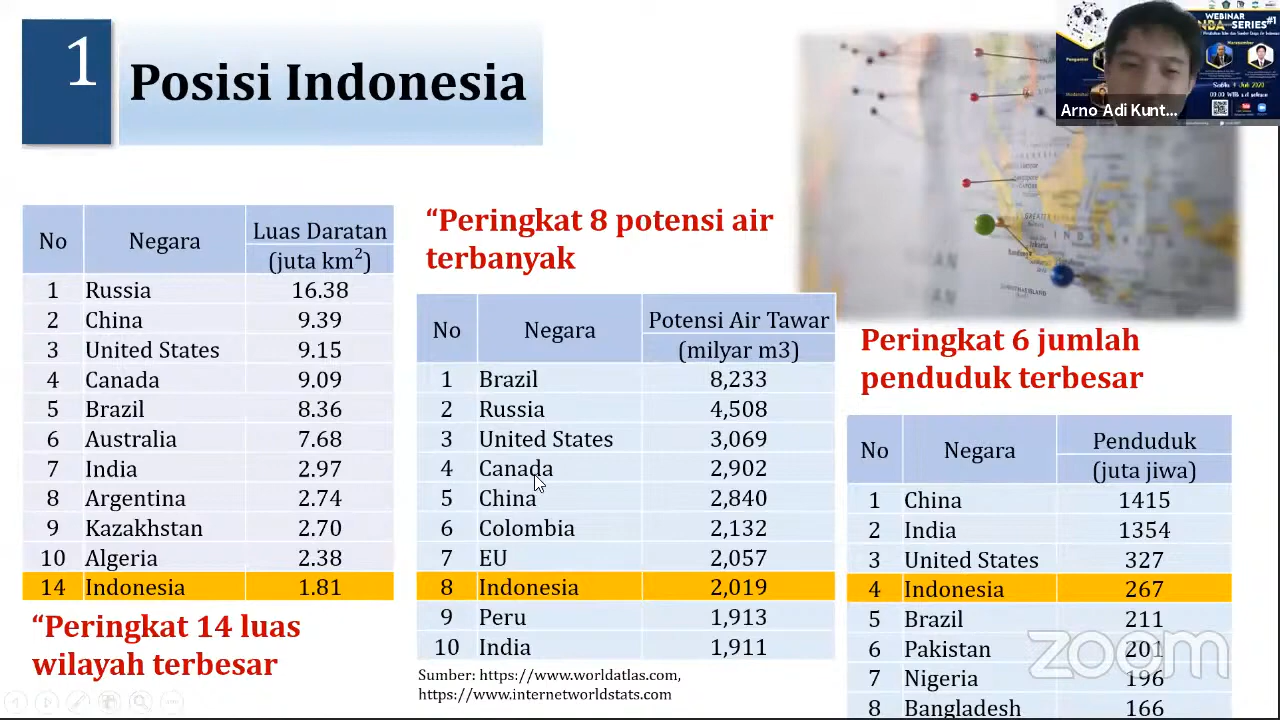 1
Posisi Indonesia
WEBINAR
SERIES #1
Arno Adi Kunt...
No Negara Luas Daratan
(juta km2)
1 Russia 16.38
2 China 9.39
3 United States 9.15
4 Canada 9.09
5 Brazil 8.36
6 Australia 7.68
7 India 2.97
8 Argentina 2.74
9 Kazakhstan 2.70
10 Algeria 2.38
14 Indonesia 1.81
“Peringkat 14 luas
wilayah terbesar
“Peringkat 8 potensi air
terbanyak
No Negara Potensi Air Tawar
(milyar m3)
1 Brazil 8,233
2 Russia 4,508
3 United States 3,069
4 Canada 2,902
5 China 2,840
6 Colombia 2,132
7 EU 2,057
8 Indonesia 2,019
9 Peru 1,913
10 India 1,911
Sumber: https://www.worldatlas.com,
https://www.internetworldstats.com
Peringkat 6 jumlah
penduduk terbesar
No Negara Penduduk
(juta jiwa)
1 China 1415
2 India 1354
3 United States 327
4 Indonesia 267
5 Brazil 211
6 Pakistan 201
7 Nigeria 196
8 Bangladesh 166
zoom